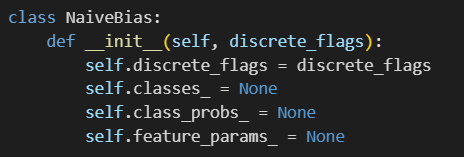 class NaiveBias:
    def __init__(self, discrete_flags):
        self.discrete_flags = discrete_flags
        self.classes_ = None
        self.class_probs_ = None
        self.feature_params_ = None